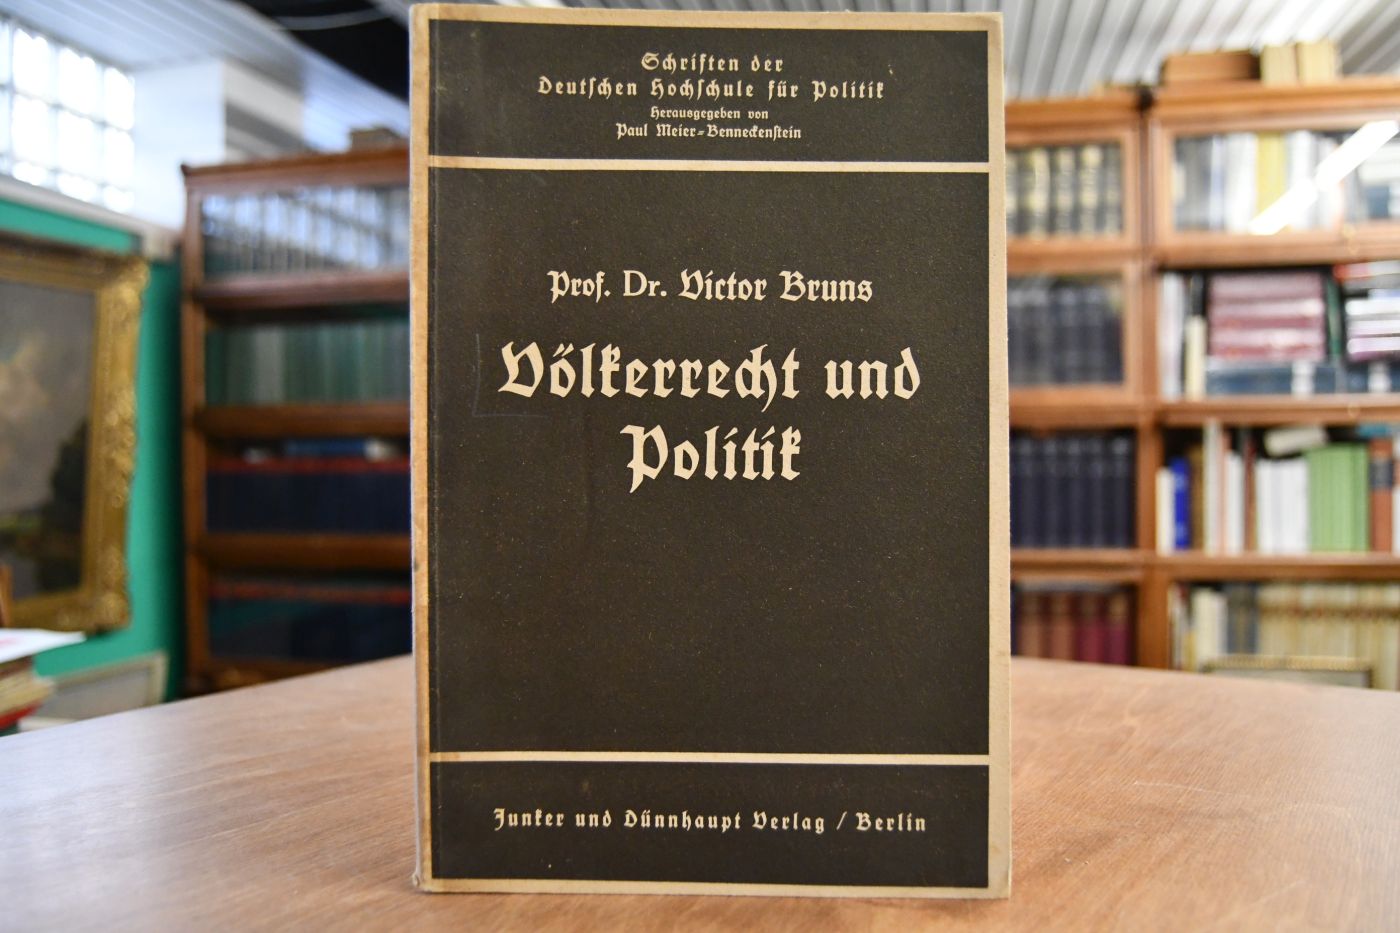 Schriften der
Deutschen Hochschule für Politik
Herausgegeben von
Paul Meier-Benneckenstein
Prof. Dr. Victor Bruns
Völkerrecht und
Politik
Junker und Dünnhaupt Verlag / Berlin